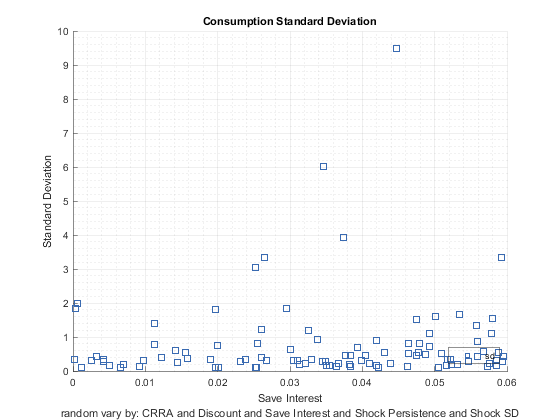 Consumption Standard Deviation
10
9
8
7
6
5
4
3
2
1
0
Standard Deviation
0 0.01 0.02 0.03 0.04 0.05 0.06
Save Interest
random vary by: CRRA and Discount and Save Interest and Shock Persistence and Shock SD